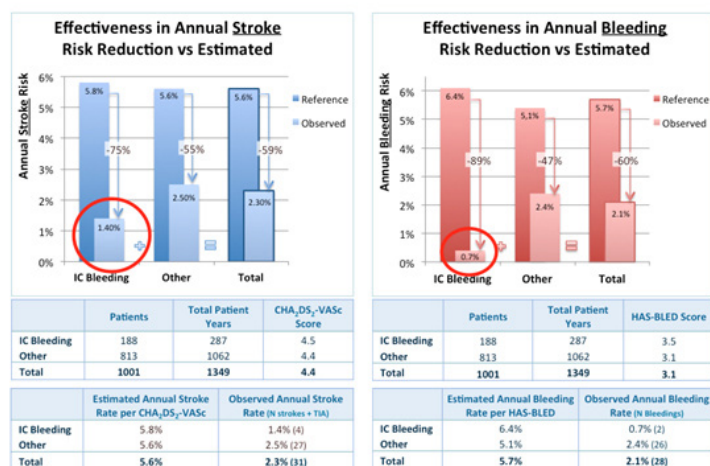 Effectiveness in Annual Stroke
Risk Reduction vs Estimated
Annual Stroke Risk
6%
5%
4%
3%
2%
1%
0%
5.8%
5.6%
5.6%
-75%
-55%
-59%
1.40%
2.50%
2.30%
Reference
Observed
IC Bleeding
Other
Total
Patients Total Patient Years CHA₂DS₂-VASc Score
IC Bleeding 188 287 4.5
Other 813 1062 4.4
Total 1001 1349 4.4
Estimated Annual Stroke Rate per CHA₂DS₂-VASc Observed Annual Stroke Rate (N strokes + TIA)
IC Bleeding 5.8% 1.4% (4)
Other 5.6% 2.5% (27)
Total 5.6% 2.3% (31)
Effectiveness in Annual Bleeding
Risk Reduction vs Estimated
Annual Bleeding Risk
6%
5%
4%
3%
2%
1%
0%
6.4%
5,1%
5.7%
-89%
-47%
-60%
0.7%
2.4%
2.1%
Reference
Observed
IC Bleeding
Other
Total
Patients Total Patient Years HAS-BLED Score
IC Bleeding 188 287 3.5
Other 813 1062 3.1
Total 1001 1349 3.1
Estimated Annual Bleeding Rate per HAS-BLED Observed Annual Bleeding Rate (N Bleedings)
IC Bleeding 6.4% 0.7% (2)
Other 5.1% 2.4% (26)
Total 5.7% 2.1% (28)